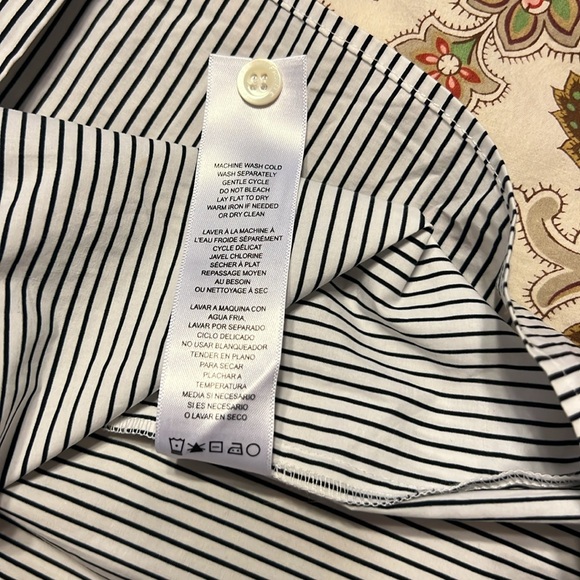 MACHINE WASH COLD
WASH SEPARATELY
GENTLE CYCLE
DO NOT BLEACH
LAY FLAT TO DRY
WARM IRON IF NEEDED
OR DRY CLEAN
LAVER À LA MACHINE À
L'EAU FROIDE SÉPARÉMENT
CYCLE DÉLICAT
JAVEL CHLORINE
SÉCHER À PLAT
REPASSAGE MOYEN
AU BESOIN
OU NETTOYAGE À SEC
LAVAR A MAQUINA CON
AGUA FRIA.
LAVAR POR SEPARADO
CICLO DELICADO
NO USAR BLANQUEADOR
TENDER EN PLANO
PARA SECAR
PLACHAR A
TEMPERATURA
MEDIA SI ES NECESARIO
SI ES NECESARIO
O LAVAR EN SECO